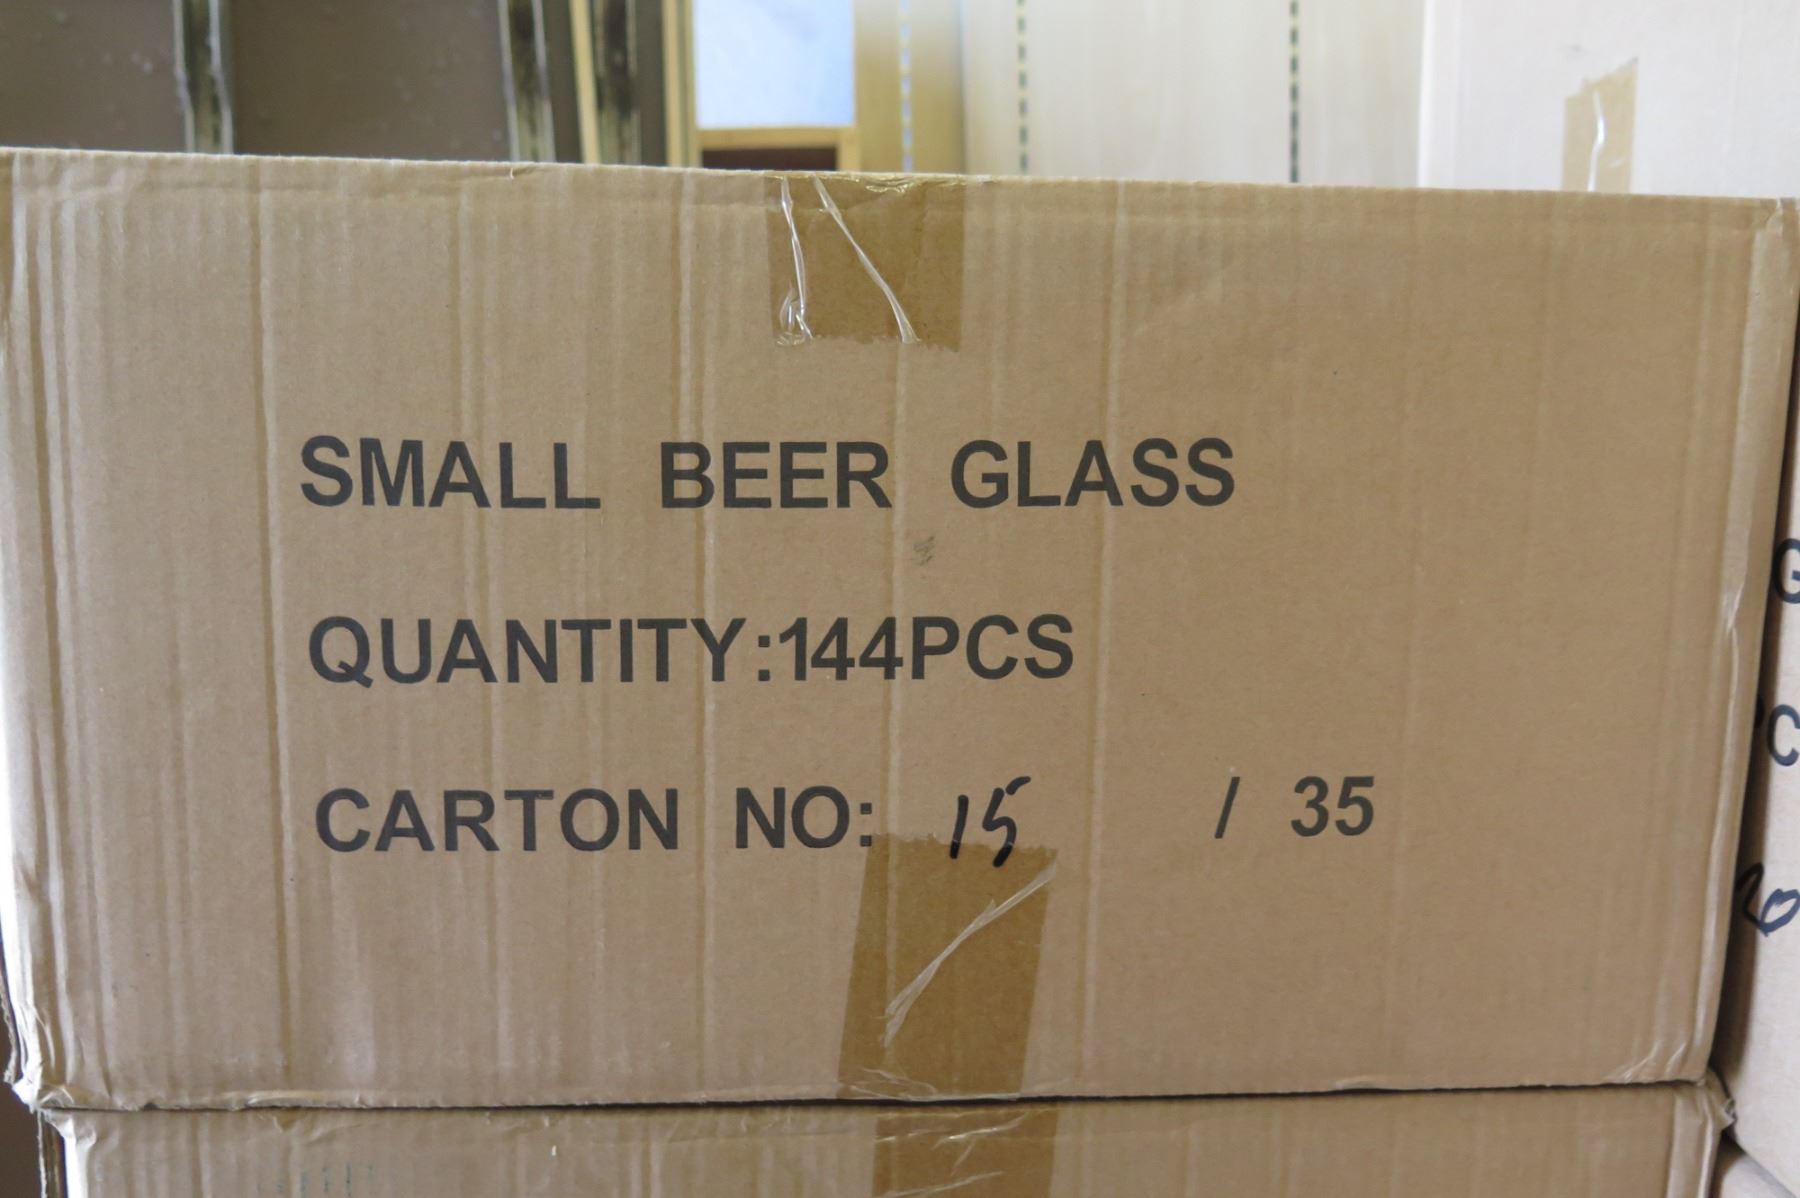 SMALL BEER GLASS
QUANTITY:144PCS
CARTON NO: 15 / 35
G
C